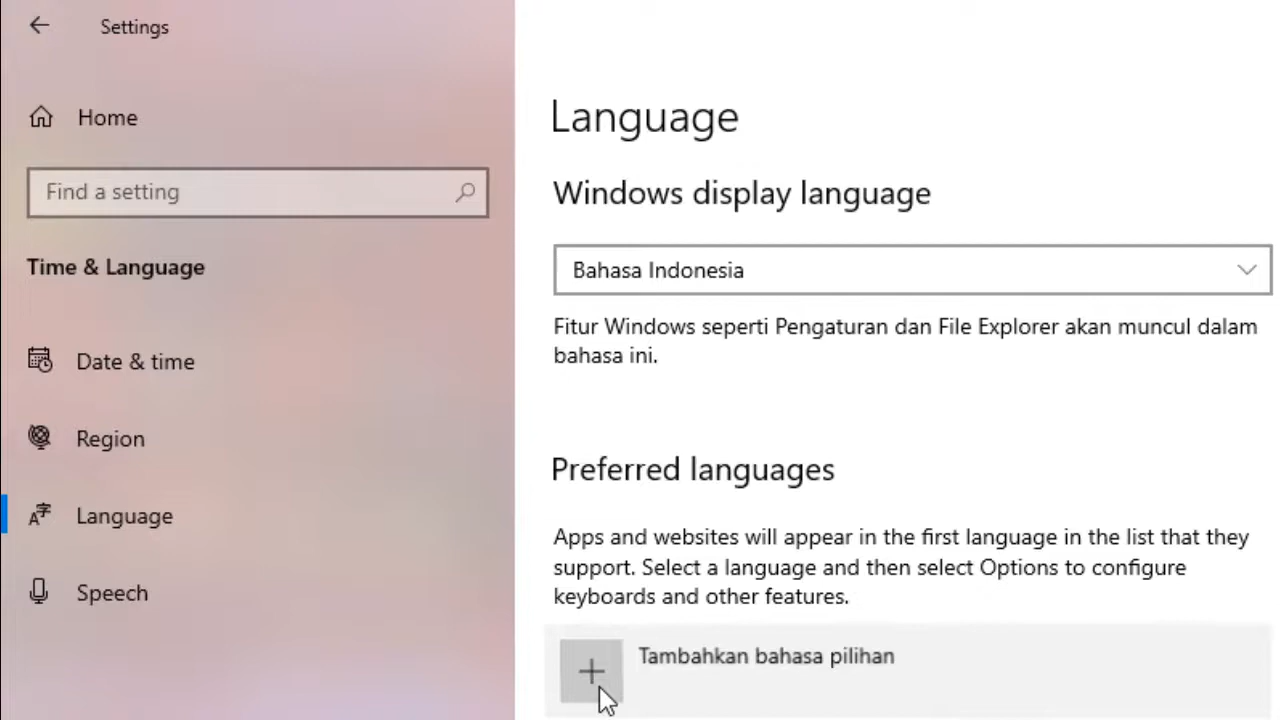 Settings
Home
Find a setting
Time & Language
Date & time
Region
Language
Speech
Language
Windows display language
Bahasa Indonesia
Fitur Windows seperti Pengaturan dan File Explorer akan muncul dalam
bahasa ini.
Preferred languages
Apps and websites will appear in the first language in the list that they
support. Select a language and then select Options to configure
keyboards and other features.
Tambahkan bahasa pilihan